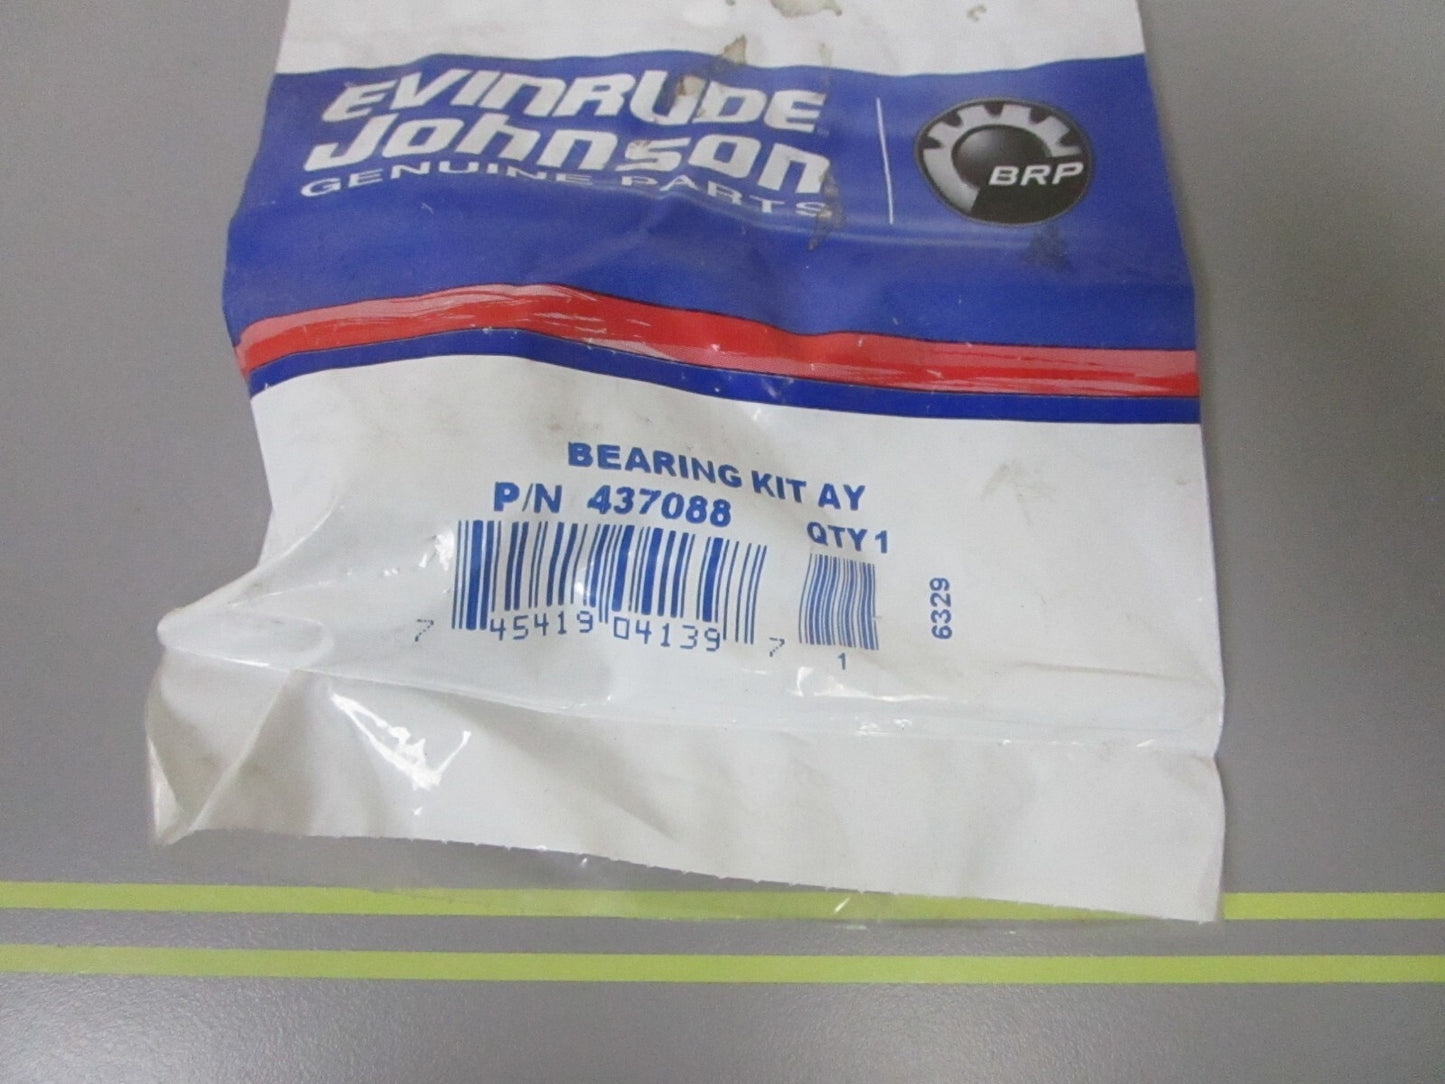 EVINRUDE
Johnson
GENUINE PARTS
BRP
BEARING KIT AY
P/N 437088
QTY 1
7 45419 04139 7
1
6329